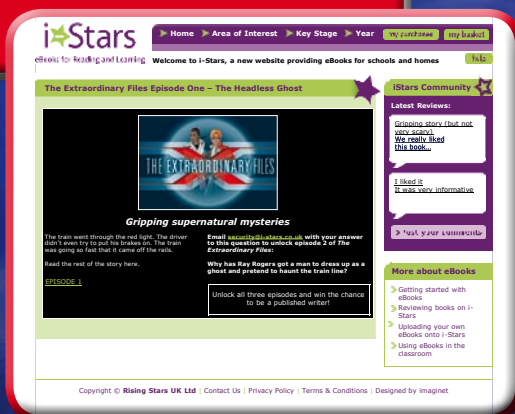 i Stars
eBooks for Reading and Learning
Home Area of Interest Key Stage Year my purchases my basket
Welcome to i-Stars, a new website providing eBooks for schools and homes help
The Extraordinary Files Episode One – The Headless Ghost
THE EXTRAORDINARY FILES
Gripping supernatural mysteries
The train went through the red light. The driver
didn't even try to put his brakes on. The train
was going so fast that it came off the rails.
Read the rest of the story here.
EPISODE 1
Email security@i-stars.co.uk with your answer
to this question to unlock episode 2 of The
Extraordinary Files:
Why has Ray Rogers got a man to dress up as a
ghost and pretend to haunt the train line?
Unlock all three episodes and win the chance
to be a published writer!
iStars Community
Latest Reviews:
Gripping story (but not
very scary)
We really liked
this book...
I liked it
It was very informative
Post your comments
More about eBooks
Getting started with
eBooks
Reviewing books on i-
Stars
Uploading your own
eBooks onto i-Stars
Using eBooks in the
classroom
Copyright © Rising Stars UK Ltd | Contact Us | Privacy Policy | Terms & Conditions | Designed by imaginet